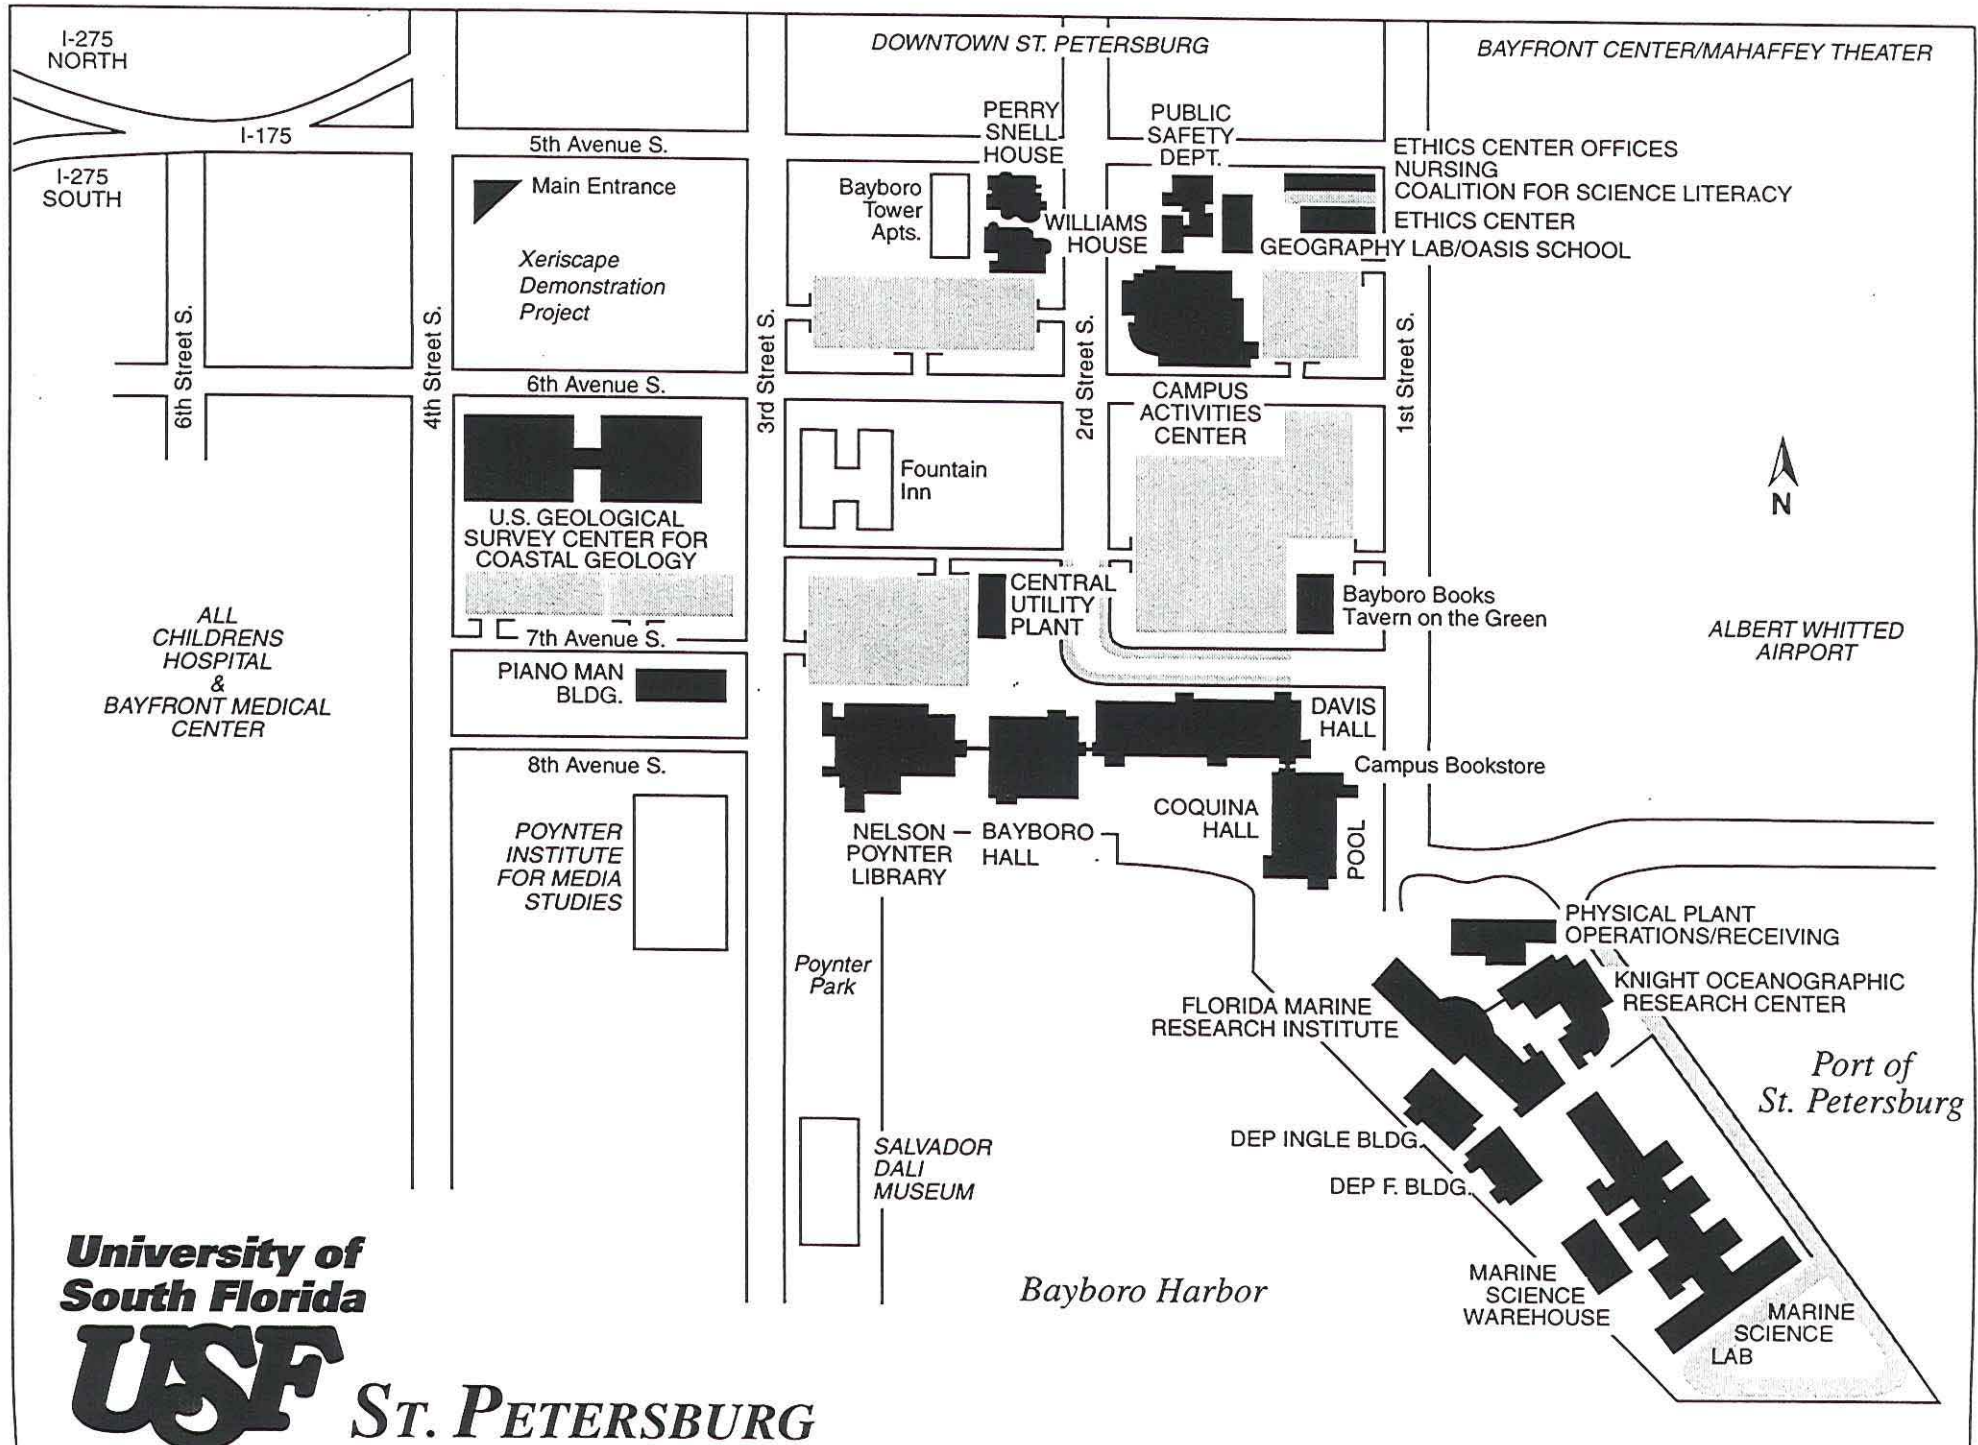 I-275
NORTH
DOWNTOWN ST. PETERSBURG
BAYFRONT CENTER/MAHAFFEY THEATER
I-175
5th Avenue S.
PERRY
SNELL
HOUSE
PUBLIC
SAFETY
DEPT.
ETHICS CENTER OFFICES
NURSING
COALITION FOR SCIENCE LITERACY
ETHICS CENTER
GEOGRAPHY LAB/OASIS SCHOOL
I-275
SOUTH
Main Entrance
Bayboro
Tower
Apts.
WILLIAMS
HOUSE
Xeriscape
Demonstration
Project
6th Street S.
4th Street S.
3rd Street S.
2rd Street S.
1st Street S.
6th Avenue S.
CAMPUS
ACTIVITIES
CENTER
Fountain
Inn
N
U.S. GEOLOGICAL
SURVEY CENTER FOR
COASTAL GEOLOGY
CENTRAL
UTILITY
PLANT
Bayboro Books
Tavern on the Green
ALL
CHILDRENS
HOSPITAL
&
BAYFRONT MEDICAL
CENTER
7th Avenue S.
ALBERT WHITTED
AIRPORT
PIANO MAN
BLDG.
DAVIS
HALL
8th Avenue S.
Campus Bookstore
POYNTER
INSTITUTE
FOR MEDIA
STUDIES
NELSON
POYNTER
LIBRARY
BAYBORO
HALL
COQUINA
HALL
POOL
PHYSICAL PLANT
OPERATIONS/RECEIVING
Poynter
Park
KNIGHT OCEANOGRAPHIC
RESEARCH CENTER
FLORIDA MARINE
RESEARCH INSTITUTE
Port of
St. Petersburg
SALVADOR
DALI
MUSEUM
DEP INGLE BLDG.
DEP F. BLDG.
Bayboro Harbor
MARINE
SCIENCE
WAREHOUSE
MARINE
SCIENCE
LAB
University of
South Florida
USF
ST. PETERSBURG